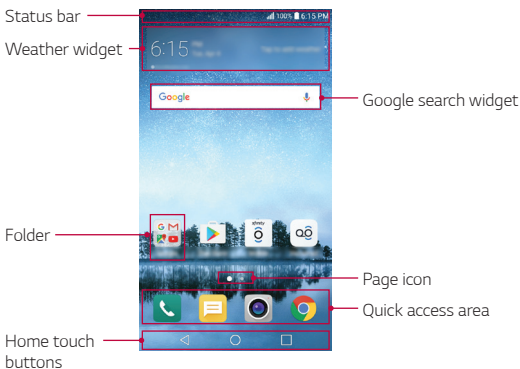 Status bar
100% 6:15 PM
Weather widget
6:15
Google
Google search widget
xfinity
Folder
Page icon
Quick access area
Home touch
buttons